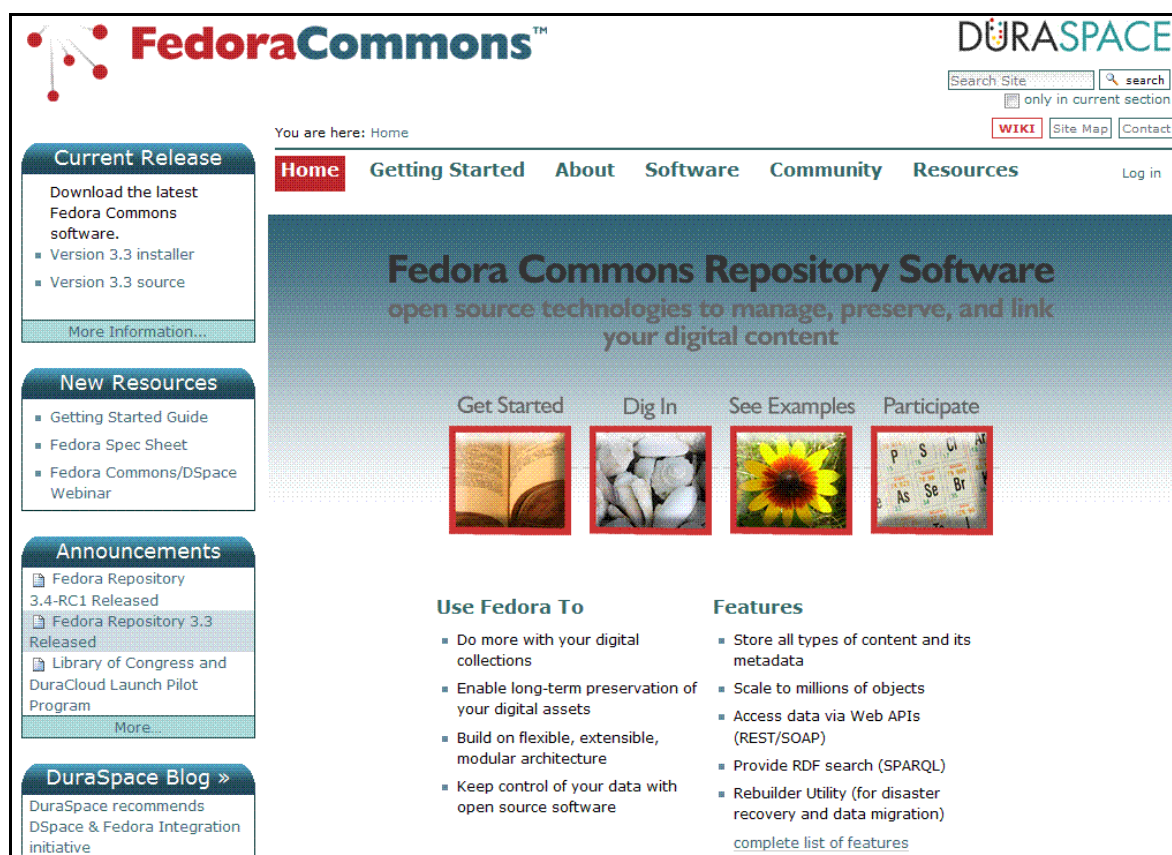 FedoraCommons™
DURASPACE
Search Site
search
only in current section
You are here: Home
WIKI
Site Map
Contact
Home
Getting Started
About
Software
Community
Resources
Log in
Current Release
Download the latest
Fedora Commons
software.
Version 3.3 installer
Version 3.3 source
More Information...
New Resources
Getting Started Guide
Fedora Spec Sheet
Fedora Commons/DSpace
Webinar
Announcements
Fedora Repository
3.4-RC1 Released
Fedora Repository 3.3
Released
Library of Congress and
DuraCloud Launch Pilot
Program
More...
DuraSpace Blog »
DuraSpace recommends
DSpace & Fedora Integration
initiative
Fedora Commons Repository Software
open source technologies to manage, preserve, and link
your digital content
Get Started
Dig In
See Examples
Participate
P S Cl Ar
As Se Br K
Use Fedora To
Do more with your digital
collections
Enable long-term preservation of
your digital assets
Build on flexible, extensible,
modular architecture
Keep control of your data with
open source software
Features
Store all types of content and its
metadata
Scale to millions of objects
Access data via Web APIs
(REST/SOAP)
Provide RDF search (SPARQL)
Rebuilder Utility (for disaster
recovery and data migration)
complete list of features